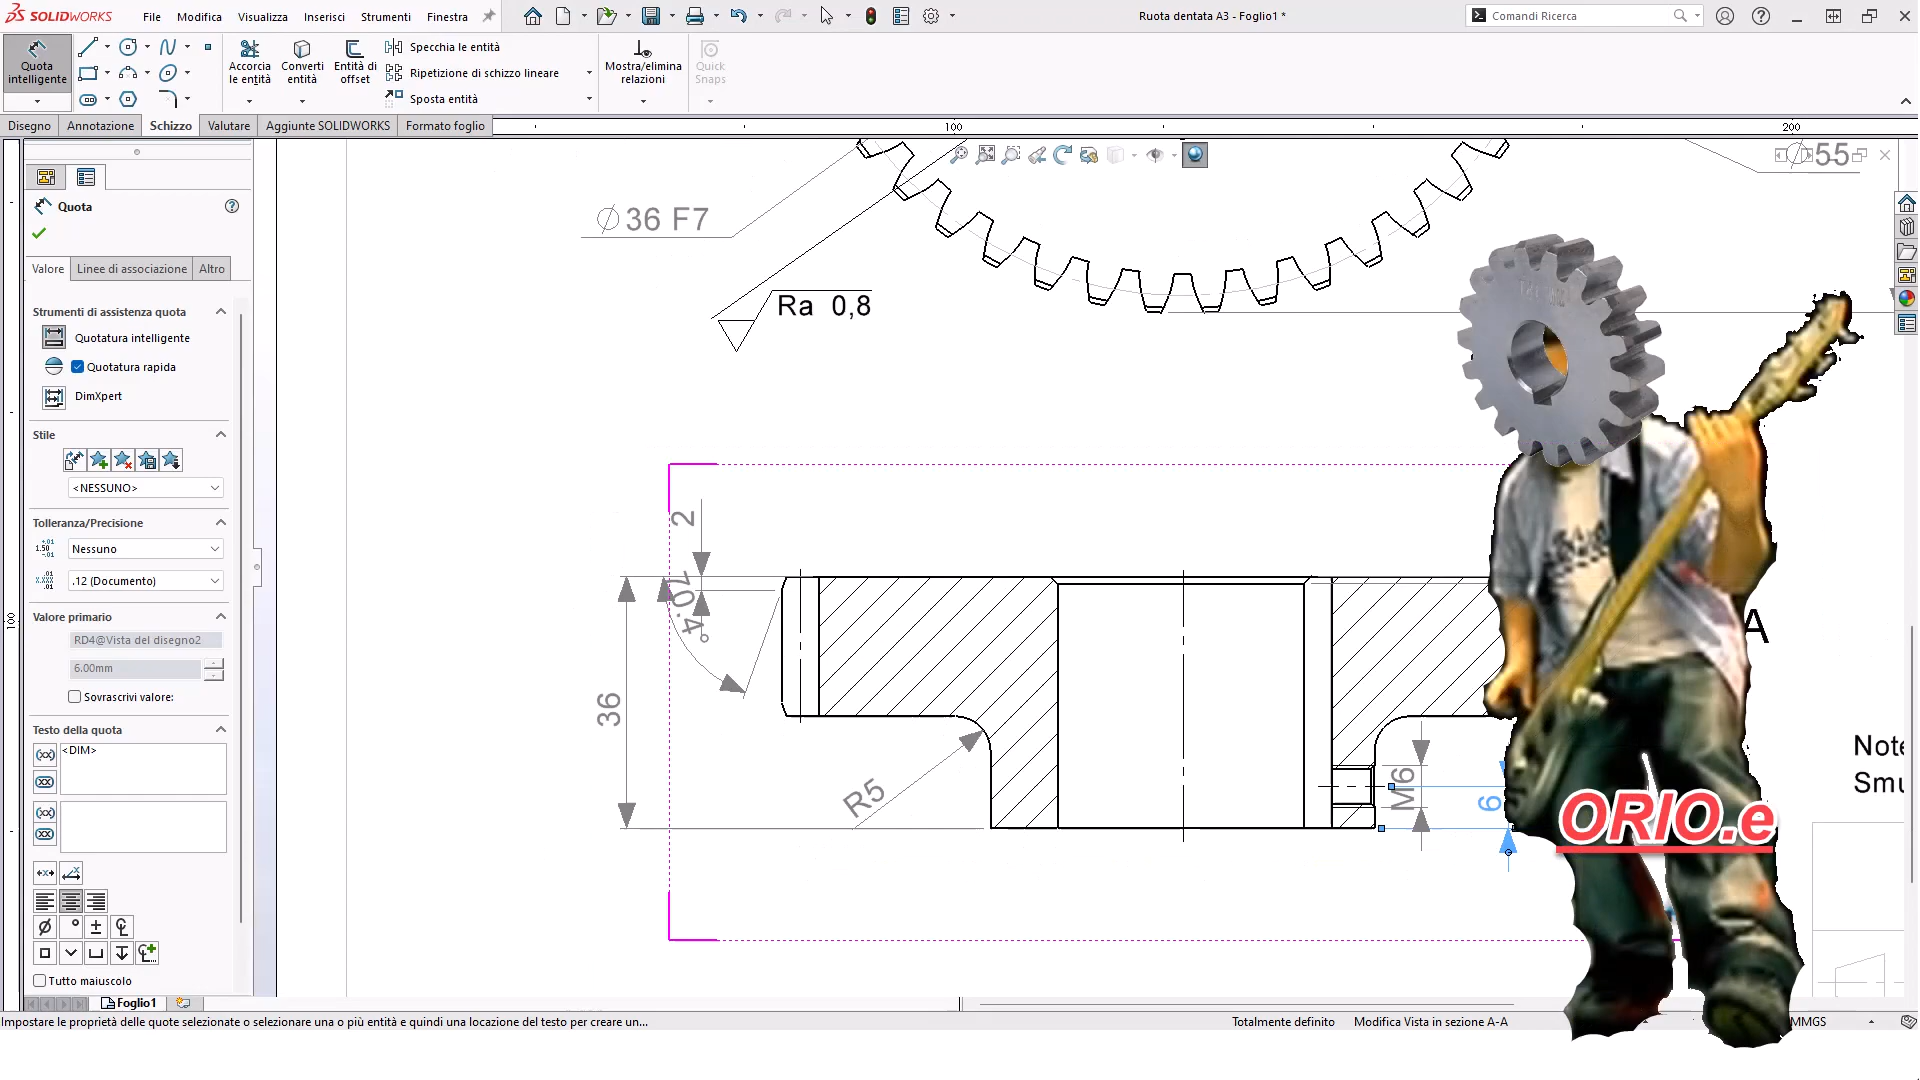 SOLIDWORKS
File
Modifica
Visualizza
Inserisci
Strumenti
Finestra
Ruota dentata A3 - Foglio1 *
Comandi Ricerca
Quota intelligente
Accorcia le entità
Converti entità
Entità di offset
Specchia le entità
Ripetizione di schizzo lineare
Sposta entità
Mostra/elimina relazioni
Quick Snaps
Disegno
Annotazione
Schizzo
Valutare
Aggiunte SOLIDWORKS
Formato foglio
100
200
Quota
Valore
Linee di associazione
Altro
Strumenti di assistenza quota
Quotatura intelligente
Quotatura rapida
DimXpert
Stile
<NESSUNO>
Tolleranza/Precisione
Nessuno
.12 (Documento)
Valore primario
RD4@Vista del disegno2
6.00mm
Sovrascrivi valore:
Testo della quota
<DIM>
Tutto maiuscolo
Foglio1
100
∅36 F7
Ra 0,8
∅55
2
70.4°
36
R5
M6
6
A
Note
Smu
ORIO.e
Impostare le proprietà delle quote selezionate o selezionare una o più entità e quindi una locazione del testo per creare un...
Totalmente definito
Modifica Vista in sezione A-A
MMGS